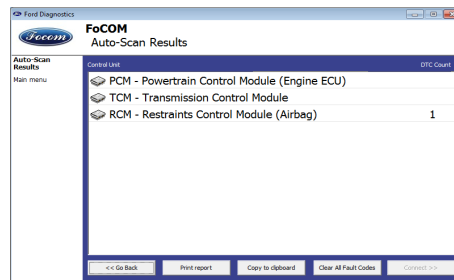 Ford Diagnostics
Focom
FoCOM
Auto-Scan Results
Auto-Scan
Results
Main menu
Control Unit DTC Count
PCM - Powertrain Control Module (Engine ECU)
TCM - Transmission Control Module
RCM - Restraints Control Module (Airbag) 1
<< Go Back Print report Copy to clipboard Clear All Fault Codes Connect >>